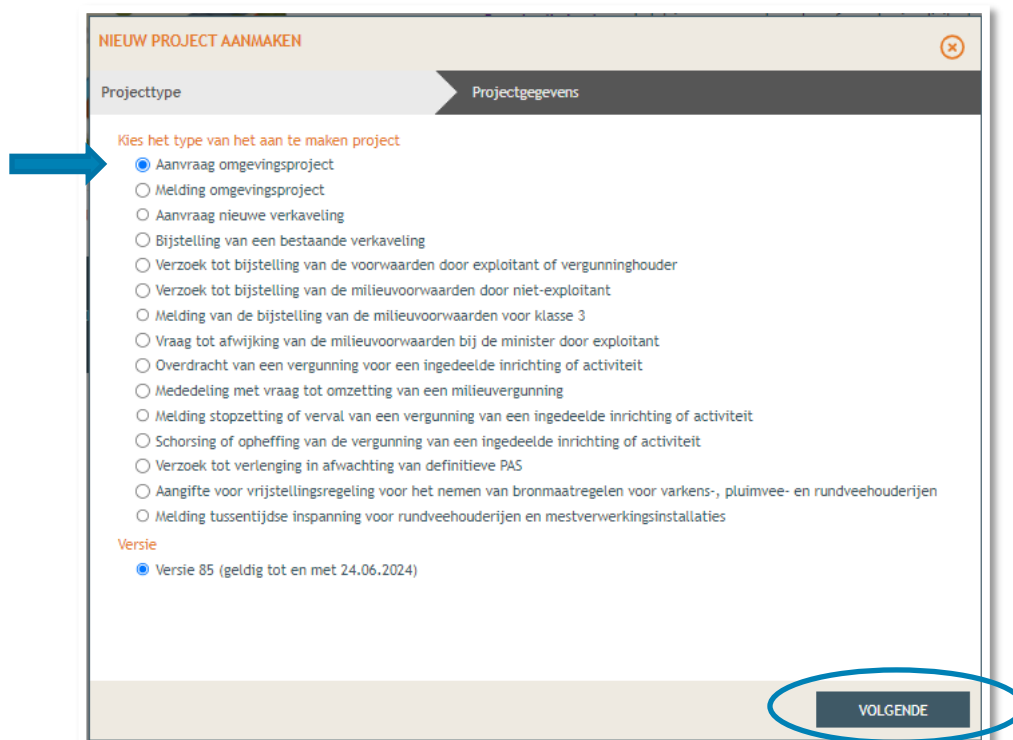 NIEUW PROJECT AANMAKEN
Projecttype
Projectgegevens
Kies het type van het aan te maken project
Aanvraag omgevingsproject
Melding omgevingsproject
Aanvraag nieuwe verkaveling
Bijstelling van een bestaande verkaveling
Verzoek tot bijstelling van de voorwaarden door exploitant of vergunninghouder
Verzoek tot bijstelling van de milieuvoorwaarden door niet-exploitant
Melding van de bijstelling van de milieuvoorwaarden voor klasse 3
Vraag tot afwijking van de milieuvoorwaarden bij de minister door exploitant
Overdracht van een vergunning voor een ingedeelde inrichting of activiteit
Mededeling met vraag tot omzetting van een milieuvergunning
Melding stopzetting of verval van een vergunning van een ingedeelde inrichting of activiteit
Schorsing of opheffing van de vergunning van een ingedeelde inrichting of activiteit
Verzoek tot verlenging in afwachting van definitieve PAS
Aangifte voor vrijstellingsregeling voor het nemen van bronmaatregelen voor varkens-, pluimvee- en rundveehouderijen
Melding tussentijdse inspanning voor rundveehouderijen en mestverwerkingsinstallaties
Versie
Versie 85 (geldig tot en met 24.06.2024)
VOLGENDE